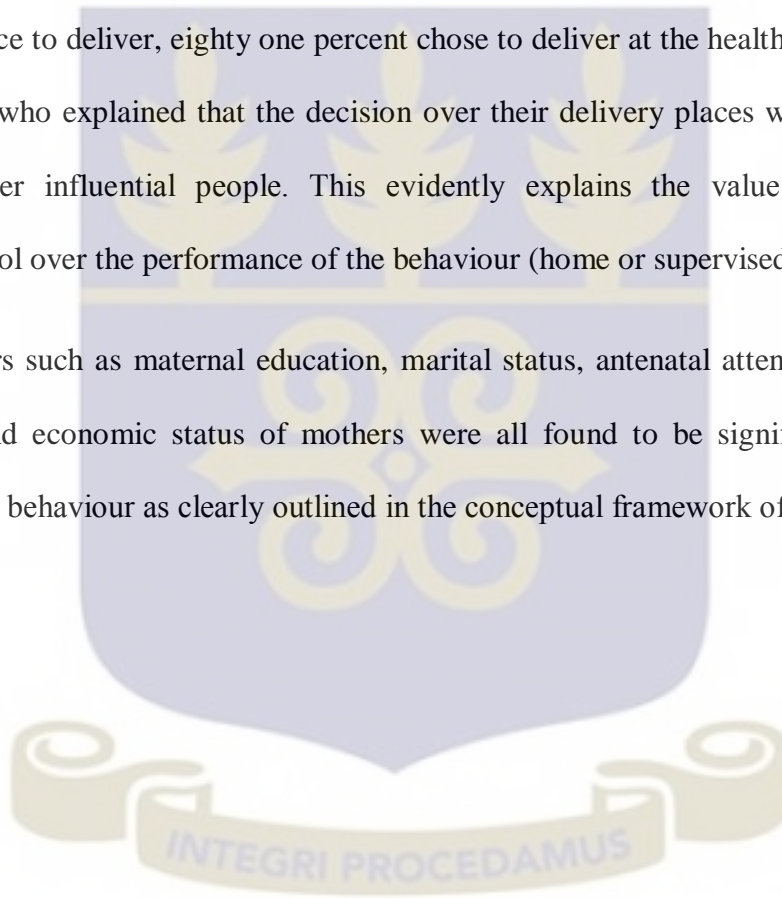 ce to deliver, eighty one percent chose to deliver at the health
who explained that the decision over their delivery places w
er influential people. This evidently explains the value
ol over the performance of the behaviour (home or supervised
rs such as maternal education, marital status, antenatal atten
d economic status of mothers were all found to be signif
behaviour as clearly outlined in the conceptual framework of
INTEGRI PROCEDAMUS